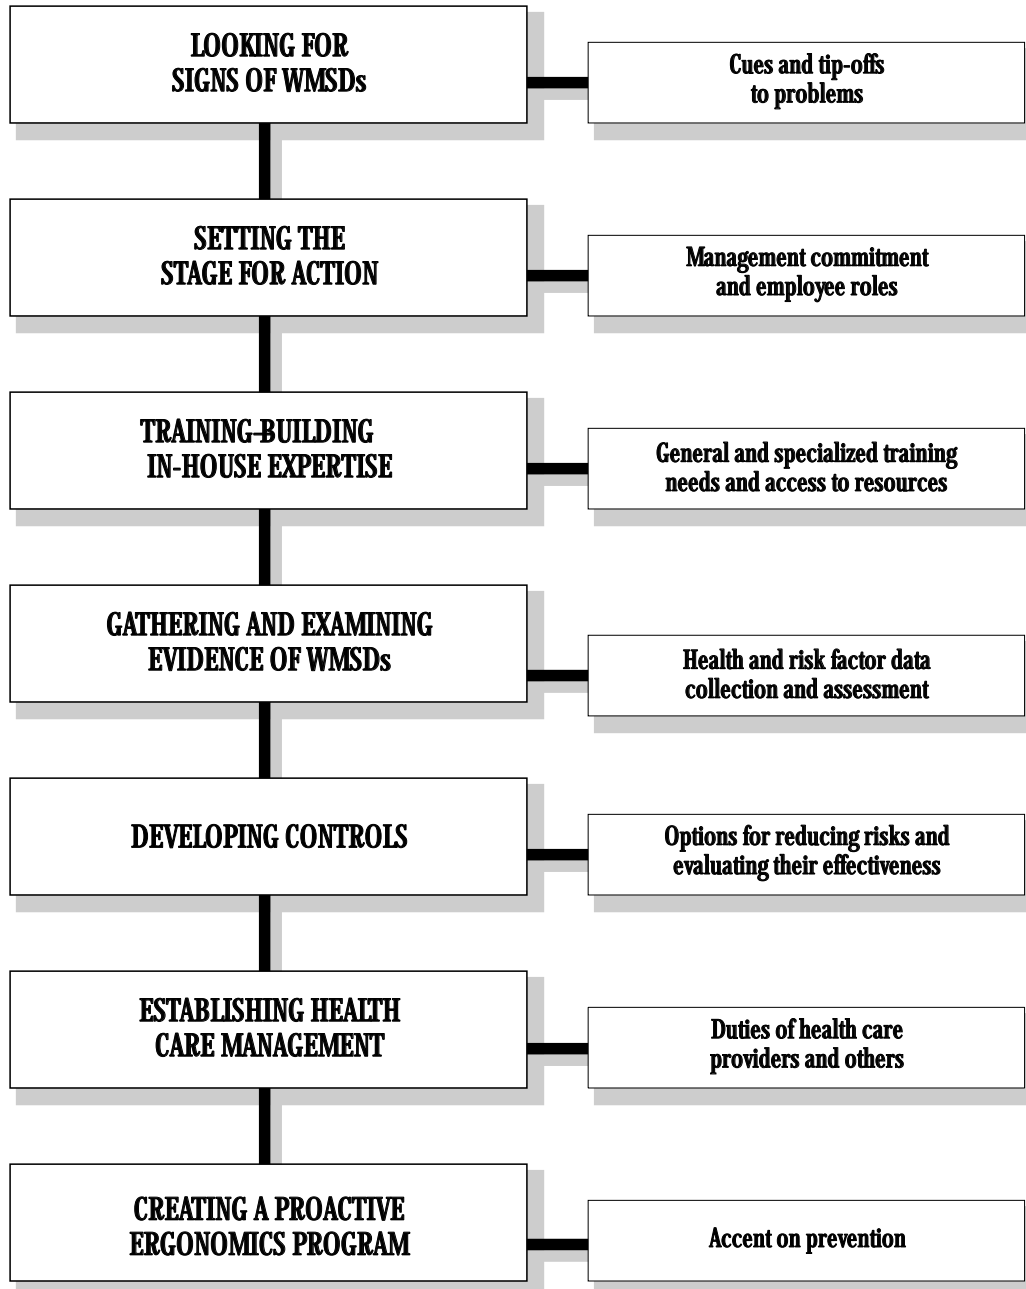 LOOKING FOR
SIGNS OF WMSDs
Cues and tip-offs
to problems
SETTING THE
STAGE FOR ACTION
Management commitment
and employee roles
TRAINING–BUILDING
IN-HOUSE EXPERTISE
General and specialized training
needs and access to resources
GATHERING AND EXAMINING
EVIDENCE OF WMSDs
Health and risk factor data
collection and assessment
DEVELOPING CONTROLS
Options for reducing risks and
evaluating their effectiveness
ESTABLISHING HEALTH
CARE MANAGEMENT
Duties of health care
providers and others
CREATING A PROACTIVE
ERGONOMICS PROGRAM
Accent on prevention